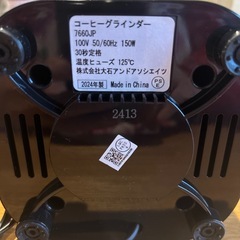 コーヒーグラインダー
7660JP
100V 50/60Hz 150W
30秒定格
温度ヒューズ 125℃
株式会社大石アンドアソシエイツ
2024年製 Made in China
PSE
2413